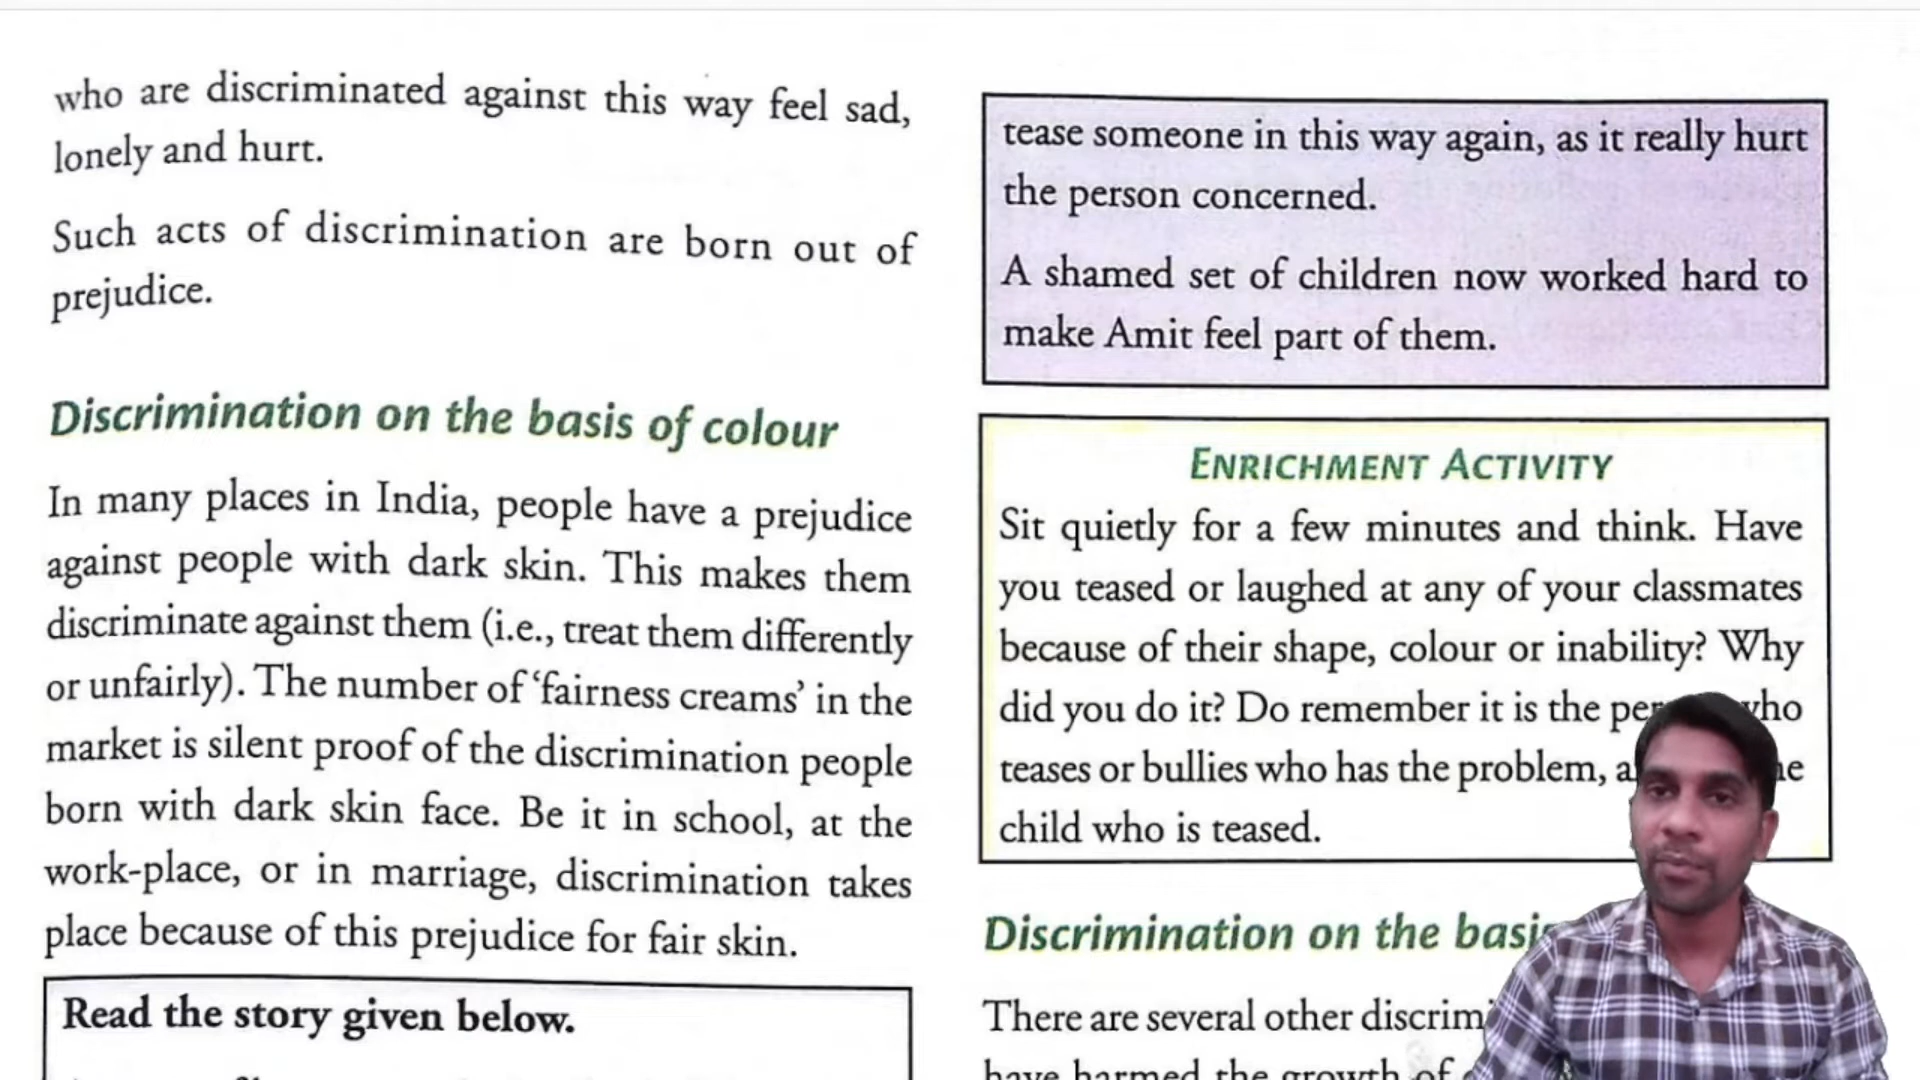 who are discriminated against this way feel sad,
lonely and hurt.
Such acts of discrimination are born out of
prejudice.
Discrimination on the basis of colour
In many places in India, people have a prejudice
against people with dark skin. This makes them
discriminate against them (i.e., treat them differently
or unfairly). The number of ‘fairness creams’ in the
market is silent proof of the discrimination people
born with dark skin face. Be it in school, at the
work-place, or in marriage, discrimination takes
place because of this prejudice for fair skin.
Read the story given below.
tease someone in this way again, as it really hurt
the person concerned.
A shamed set of children now worked hard to
make Amit feel part of them.
ENRICHMENT ACTIVITY
Sit quietly for a few minutes and think. Have
you teased or laughed at any of your classmates
because of their shape, colour or inability? Why
did you do it? Do remember it is the who
teases or bullies who has the problem,
child who is teased.
Discrimination on the
There are several other
have harmed the growth of